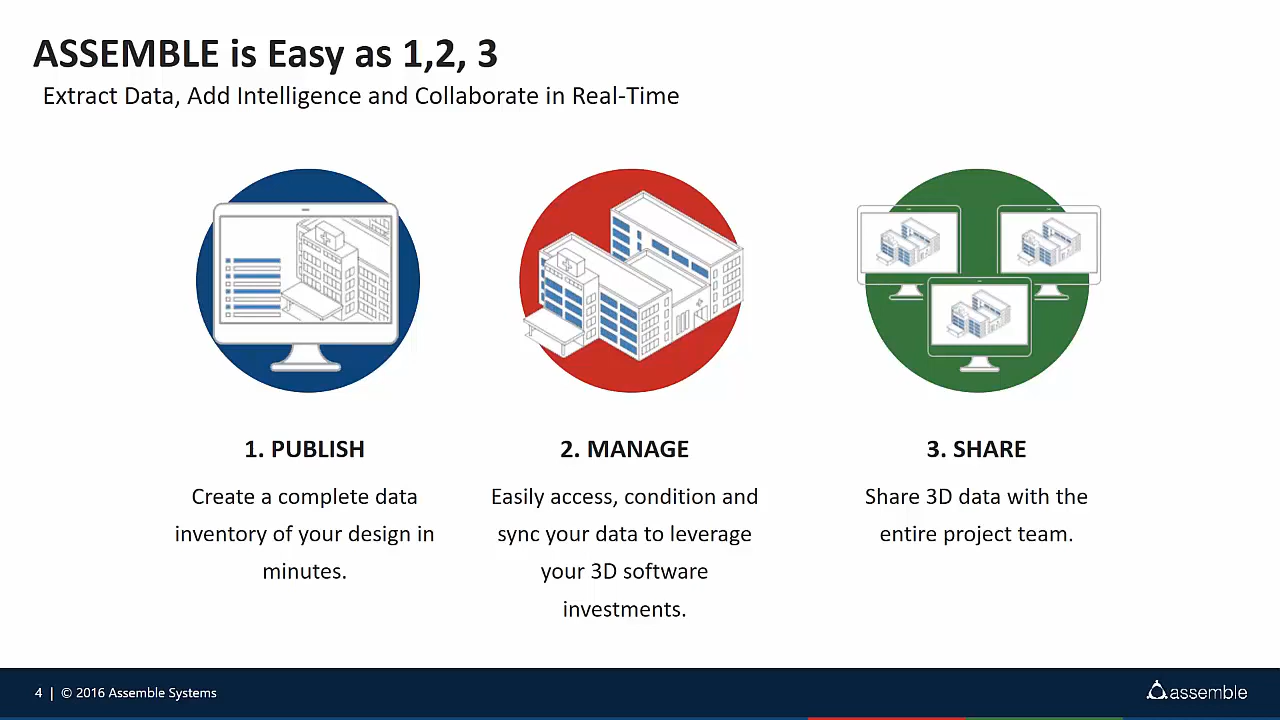 ASSEMBLE is Easy as 1,2, 3
Extract Data, Add Intelligence and Collaborate in Real-Time
1. PUBLISH
Create a complete data
inventory of your design in
minutes.
2. MANAGE
Easily access, condition and
sync your data to leverage
your 3D software
investments.
3. SHARE
Share 3D data with the
entire project team.
4 | © 2016 Assemble Systems
assemble